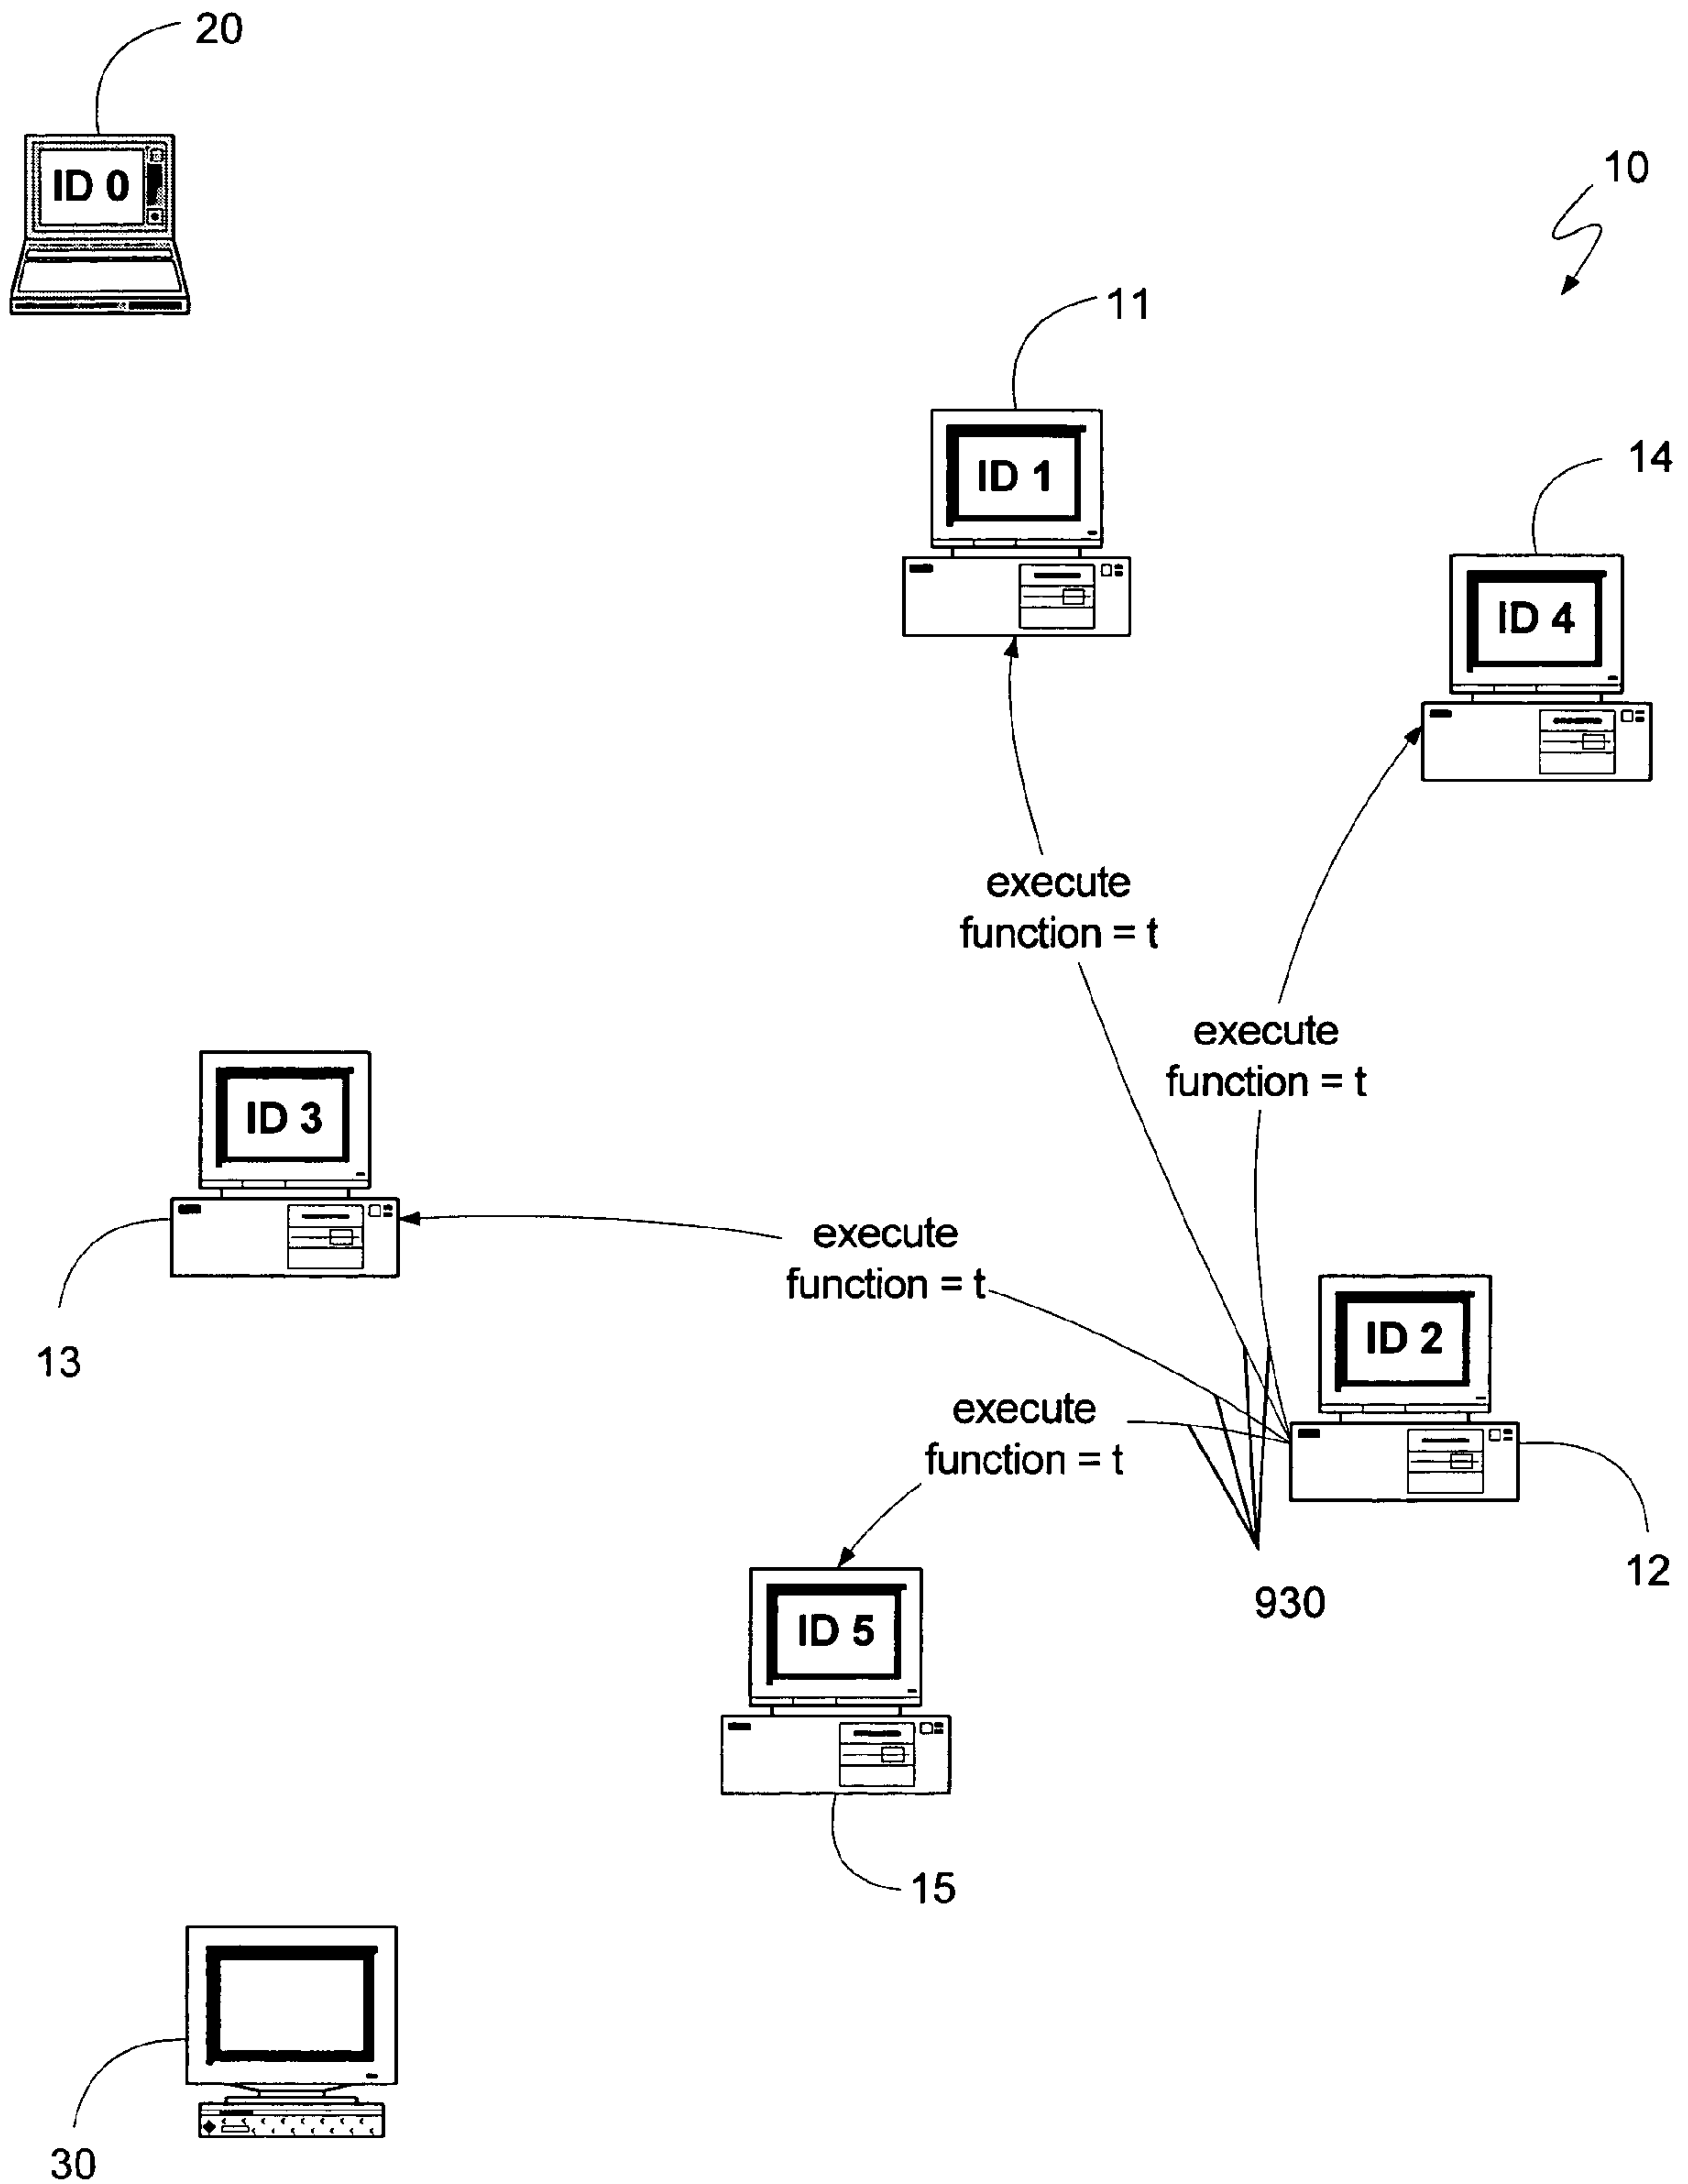 20
ID 0
10
11
ID 1
14
ID 4
execute
function = t
execute
function = t
ID 3
execute
function = t
13
ID 2
execute
function = t
12
930
ID 5
15
30